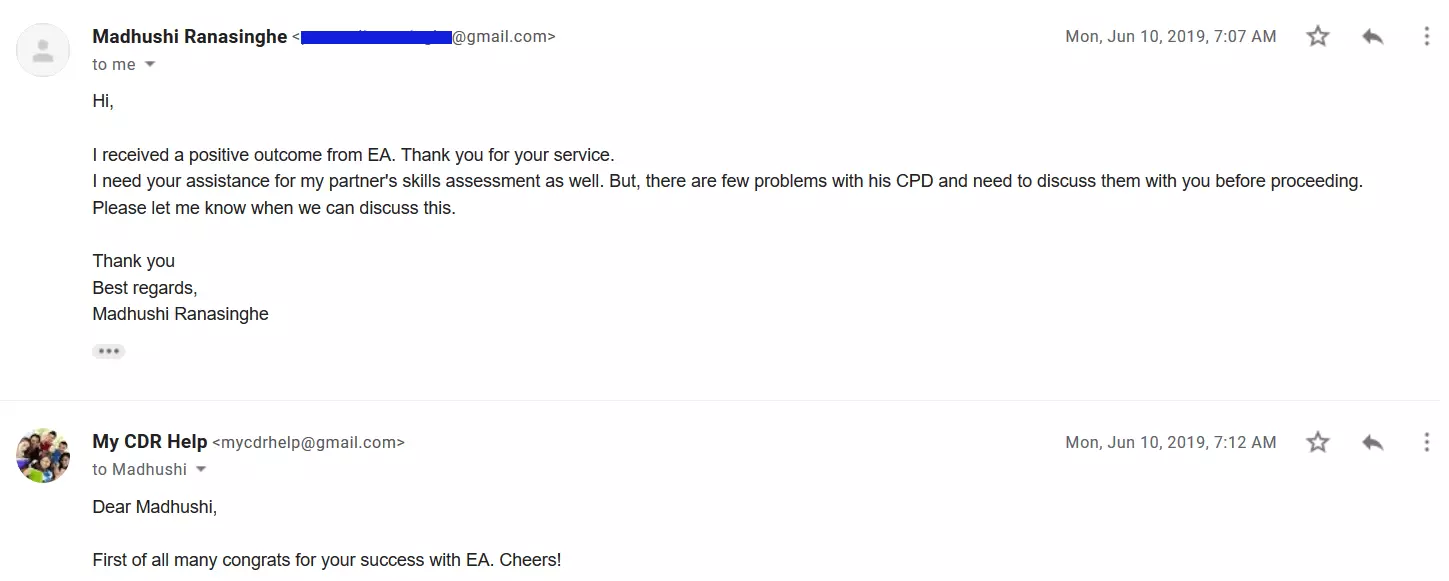 Madhushi Ranasinghe < @gmail.com> Mon, Jun 10, 2019, 7:07 AM
to me
Hi,
I received a positive outcome from EA. Thank you for your service.
I need your assistance for my partner's skills assessment as well. But, there are few problems with his CPD and need to discuss them with you before proceeding.
Please let me know when we can discuss this.
Thank you
Best regards,
Madhushi Ranasinghe
My CDR Help <mycdrhelp@gmail.com> Mon, Jun 10, 2019, 7:12 AM
to Madhushi
Dear Madhushi,
First of all many congrats for your success with EA. Cheers!